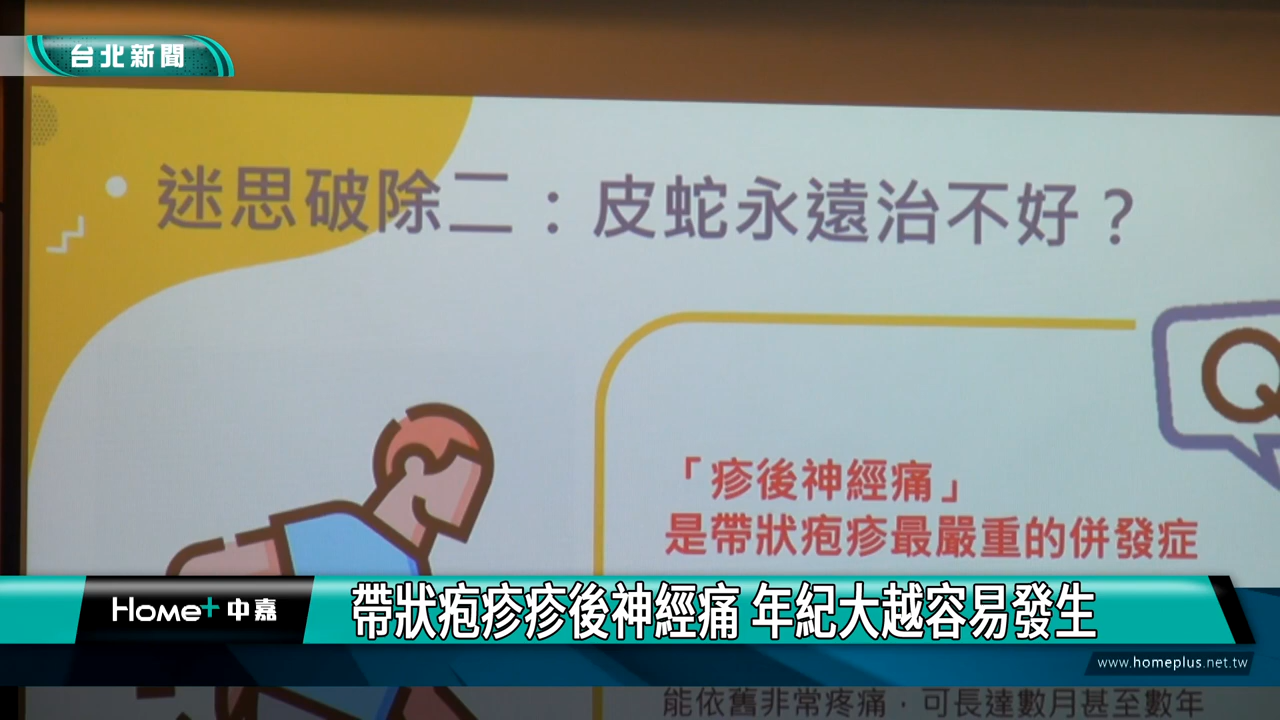 台北新聞
迷思破除二：皮蛇永遠治不好？
Q
「疹後神經痛」
是帶狀疱疹最嚴重的併發症
Home+中嘉
帶狀疱疹疹後神經痛 年紀大越容易發生
www.homeplus.net.tw
能依舊非常疼痛，可長達數月甚至數年